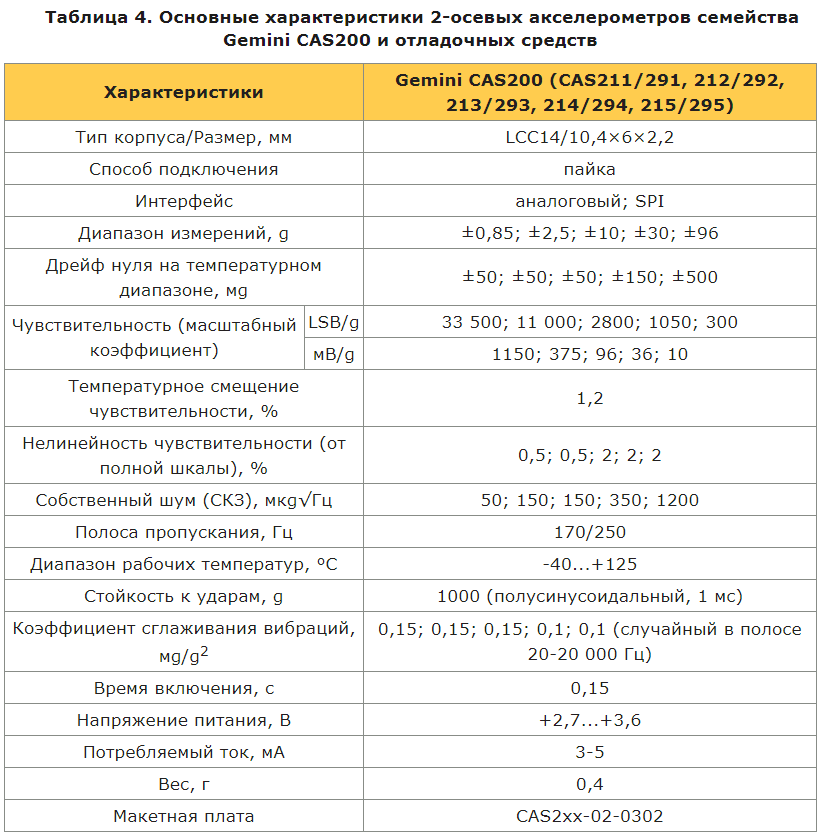 Таблица 4. Основные характеристики 2-осевых акселерометров семейства
Gemini CAS200 и отладочных средств
Характеристики
Gemini CAS200 (CAS211/291, 212/292,
213/293, 214/294, 215/295)
Тип корпуса/Размер, мм
LCC14/10,4×6×2,2
Способ подключения
пайка
Интерфейс
аналоговый; SPI
Диапазон измерений, g
±0,85; ±2,5; ±10; ±30; ±96
Дрейф нуля на температурном
диапазоне, мg
±50; ±50; ±50; ±150; ±500
Чувствительность (масштабный
коэффициент)
LSB/g
33 500; 11 000; 2800; 1050; 300
мВ/g
1150; 375; 96; 36; 10
Температурное смещение
чувствительности, %
1,2
Нелинейность чувствительности (от
полной шкалы), %
0,5; 0,5; 2; 2; 2
Собственный шум (СКЗ), мкg√Гц
50; 150; 150; 350; 1200
Полоса пропускания, Гц
170/250
Диапазон рабочих температур, ºС
-40...+125
Стойкость к ударам, g
1000 (полусинусоидальный, 1 мс)
Коэффициент сглаживания вибраций,
мg/g²
0,15; 0,15; 0,15; 0,1; 0,1 (случайный в полосе
20-20 000 Гц)
Время включения, с
0,15
Напряжение питания, В
+2,7...+3,6
Потребляемый ток, мА
3-5
Вес, г
0,4
Макетная плата
CAS2xx-02-0302